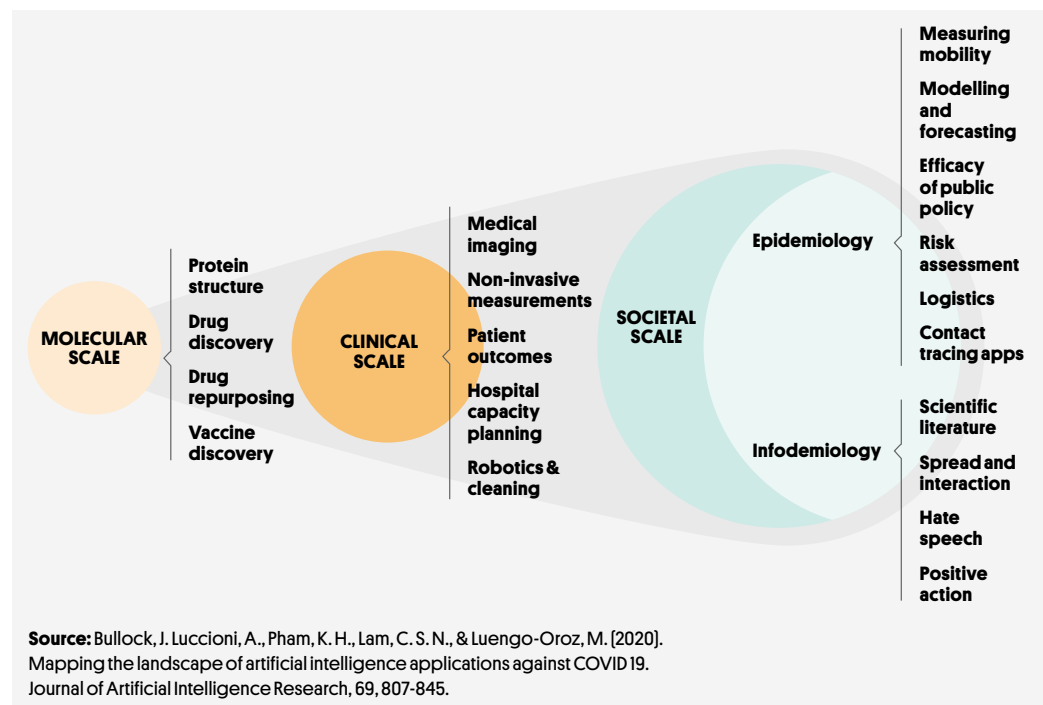 MOLECULAR
SCALE
Protein
structure
Drug
discovery
Drug
repurposing
Vaccine
discovery
CLINICAL
SCALE
Medical
imaging
Non-invasive
measurements
Patient
outcomes
Hospital
capacity
planning
Robotics &
cleaning
SOCIETAL
SCALE
Epidemiology
Measuring
mobility
Modelling
and
forecasting
Efficacy
of public
policy
Risk
assessment
Logistics
Contact
tracing apps
Infodemiology
Scientific
literature
Spread and
interaction
Hate
speech
Positive
action
Source: Bullock, J. Luccioni, A., Pham, K. H., Lam, C. S. N., & Luengo-Oroz, M. (2020).
Mapping the landscape of artificial intelligence applications against COVID 19.
Journal of Artificial Intelligence Research, 69, 807-845.